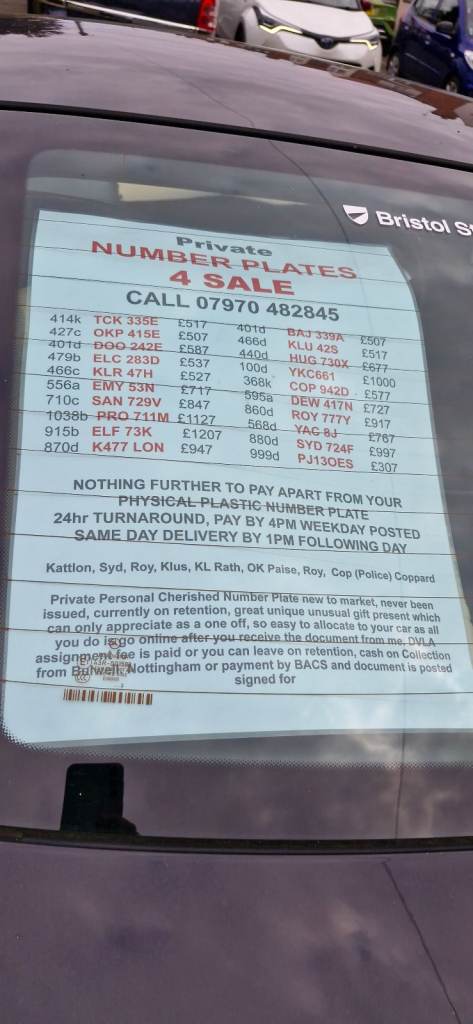 Bristol St
Private
NUMBER PLATES
4 SALE
CALL 07970 482845
414k TCK 335E £517 401d BAJ 339A £507
427c OKP 415E £507 466d KLU 42S £517
401d DOO 242E £587 440d HUG 730X £677
479b ELC 283D £537 100d YKC661 £1000
466c KLR 47H £527 368k COP 942D £577
556a EMY 53N £717 595a DEW 417N £727
710c SAN 729V £847 860d ROY 777Y £917
1038b PRO 711M £1127 568d YAG 8J £767
915b ELF 73K £1207 880d SYD 724F £997
870d K477 LON £947 999d PJ13OES £307
NOTHING FURTHER TO PAY APART FROM YOUR
PHYSICAL PLASTIC NUMBER PLATE
24hr TURNAROUND, PAY BY 4PM WEEKDAY POSTED
SAME DAY DELIVERY BY 1PM FOLLOWING DAY
Kattlon, Syd, Roy, Klus, KL Rath, OK Paise, Roy, Cop (Police) Coppard
Private Personal Cherished Number Plate new to market, never been
issued, currently on retention, great unique unusual gift present which
can only appreciate as a one off, so easy to allocate to your car as all
you do is go online after you receive the document from me, DVLA
assignment fee is paid or you can leave on retention, cash on Collection
from Bulwell, Nottingham or payment by BACS and document is posted
signed for